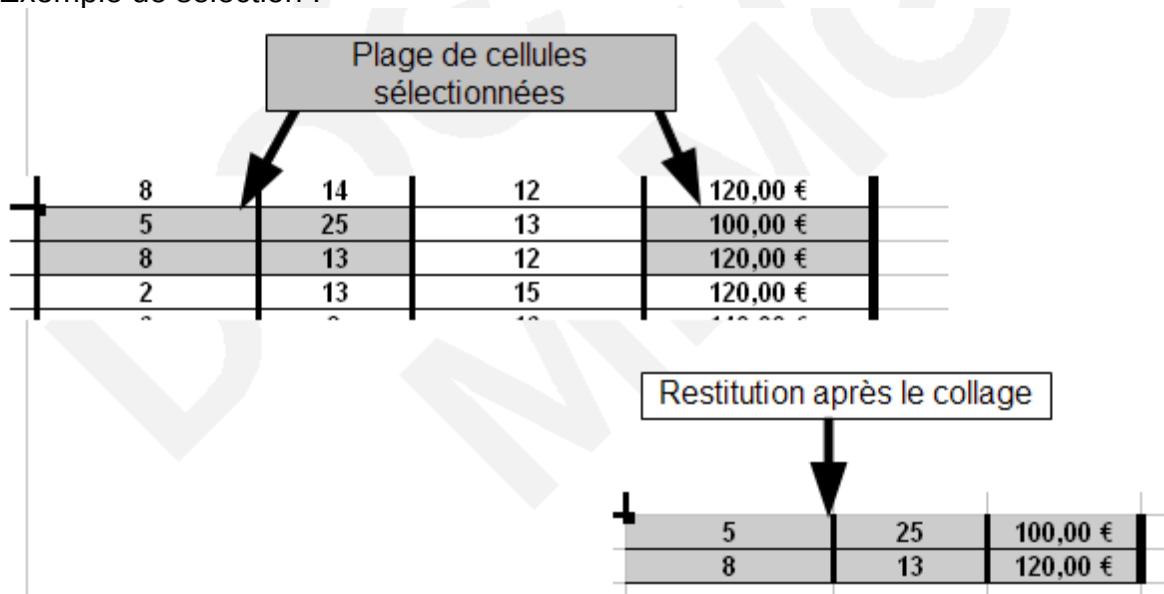 Exemple de sélection :
Plage de cellules
sélectionnées
8 14 12 120,00 €
5 25 13 100,00 €
8 13 12 120,00 €
2 13 15 120,00 €
Restitution après le collage
5 25 100,00 €
8 13 120,00 €